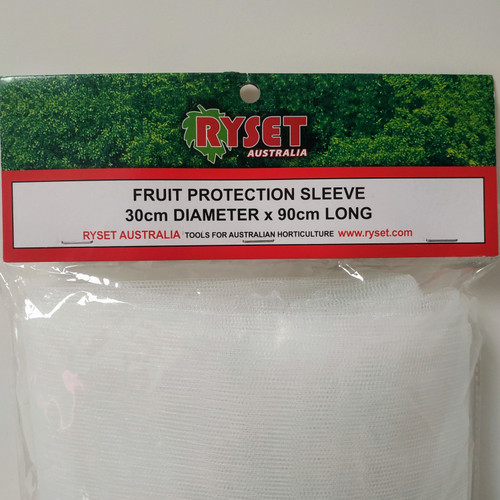 RYSET
AUSTRALIA
FRUIT PROTECTION SLEEVE
30cm DIAMETER x 90cm LONG
RYSET AUSTRALIA TOOLS FOR AUSTRALIAN HORTICULTURE www.ryset.com